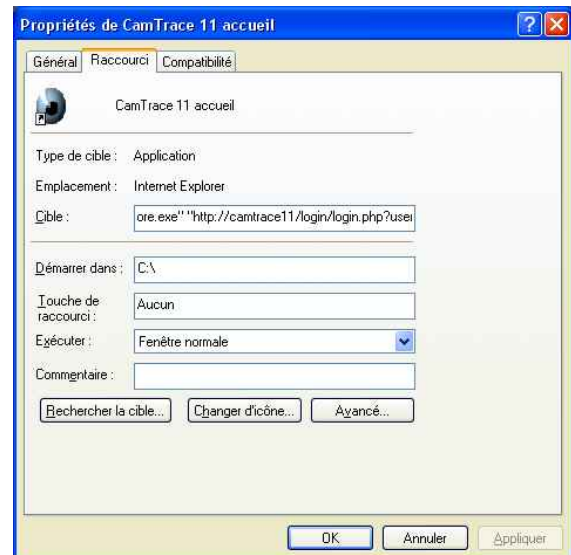 Propriétés de CamTrace 11 accueil
Général Raccourci Compatibilité
CamTrace 11 accueil
Type de cible : Application
Emplacement : Internet Explorer
Cible : ore.exe" "http://camtrace11/login/login.php?user
Démarrer dans : C:\
Touche de
raccourci : Aucun
Exécuter : Fenêtre normale
Commentaire :
Rechercher la cible... Changer d'icône... Avancé...
OK Annuler Appliquer